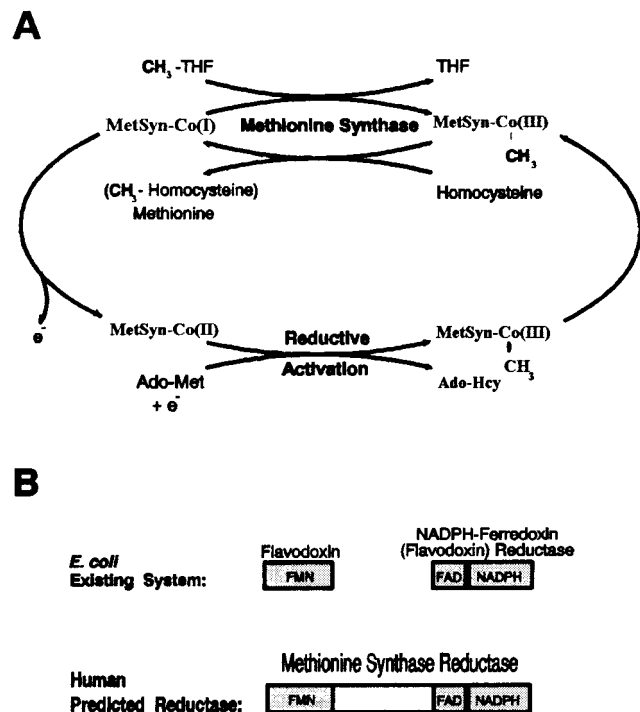 A
CH3-THF
THF
MetSyn-Co(I)
Methionine Synthase
MetSyn-Co(III)
CH3
(CH3- Homocysteine)
Methionine
Homocysteine
e-
MetSyn-Co(II)
Reductive
MetSyn-Co(III)
Ado-Met
+ e-
Activation
Ado-Hcy
CH3
B
E. coli
Existing System:
Flavodoxin
FMN
NADPH-Ferredoxin
(Flavodoxin) Reductase
FAD
NADPH
Methionine Synthase Reductase
Human
Predicted Reductase:
FMN
FAD
NADPH